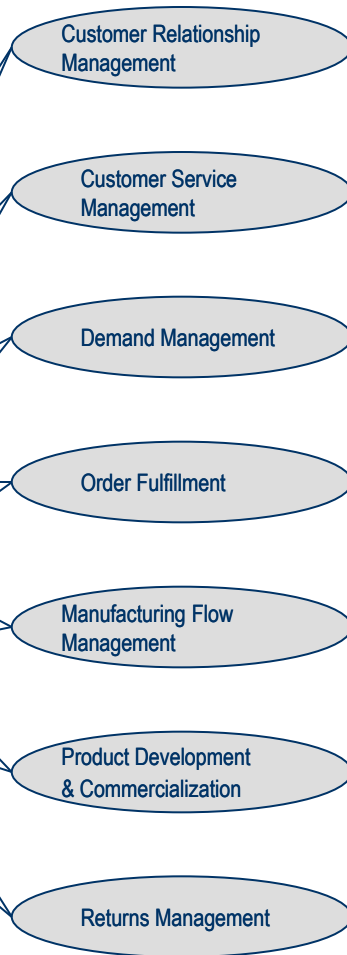 Customer Relationship
Management
Customer Service
Management
Demand Management
Order Fulfillment
Manufacturing Flow
Management
Product Development
& Commercialization
Returns Management